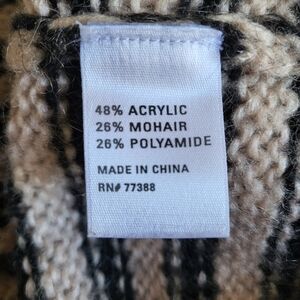 48% ACRYLIC
26% MOHAIR
26% POLYAMIDE
MADE IN CHINA
RN# 77388